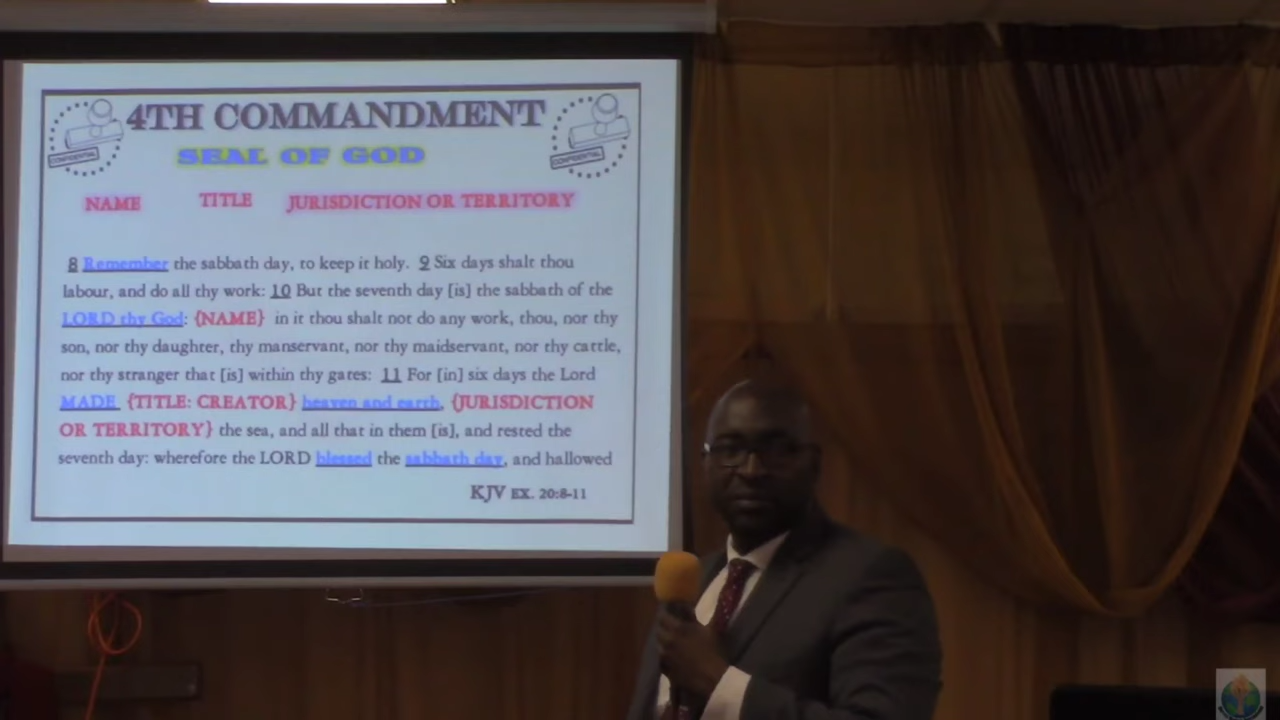 4TH COMMANDMENT
SEAL OF GOD
CONFIDENTIAL
CONFIDENTIAL
NAME TITLE JURISDICTION OR TERRITORY
8 Remember the sabbath day, to keep it holy. 9 Six days shalt thou
labour, and do all thy work: 10 But the seventh day [is] the sabbath of the
LORD thy God: {NAME} in it thou shalt not do any work, thou, nor thy
son, nor thy daughter, thy manservant, nor thy maidservant, nor thy cattle,
nor thy stranger that [is] within thy gates: 11 For [in] six days the Lord
MADE {TITLE: CREATOR} heaven and earth, {JURISDICTION
OR TERRITORY} the sea, and all that in them [is], and rested the
seventh day: wherefore the LORD blessed the sabbath day, and hallowed
KJV EX. 20:8-11